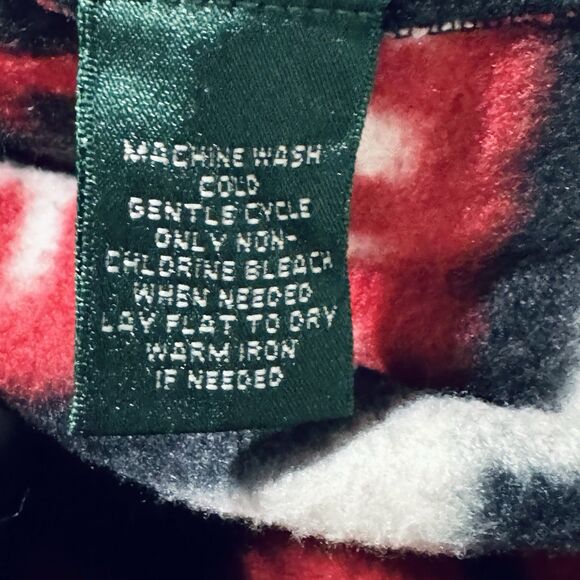 MACHINE WASH
COLD
GENTLE CYCLE
ONLY NON-
CHLORINE BLEACH
WHEN NEEDED
LAY FLAT TO DRY
WARM IRON
IF NEEDED